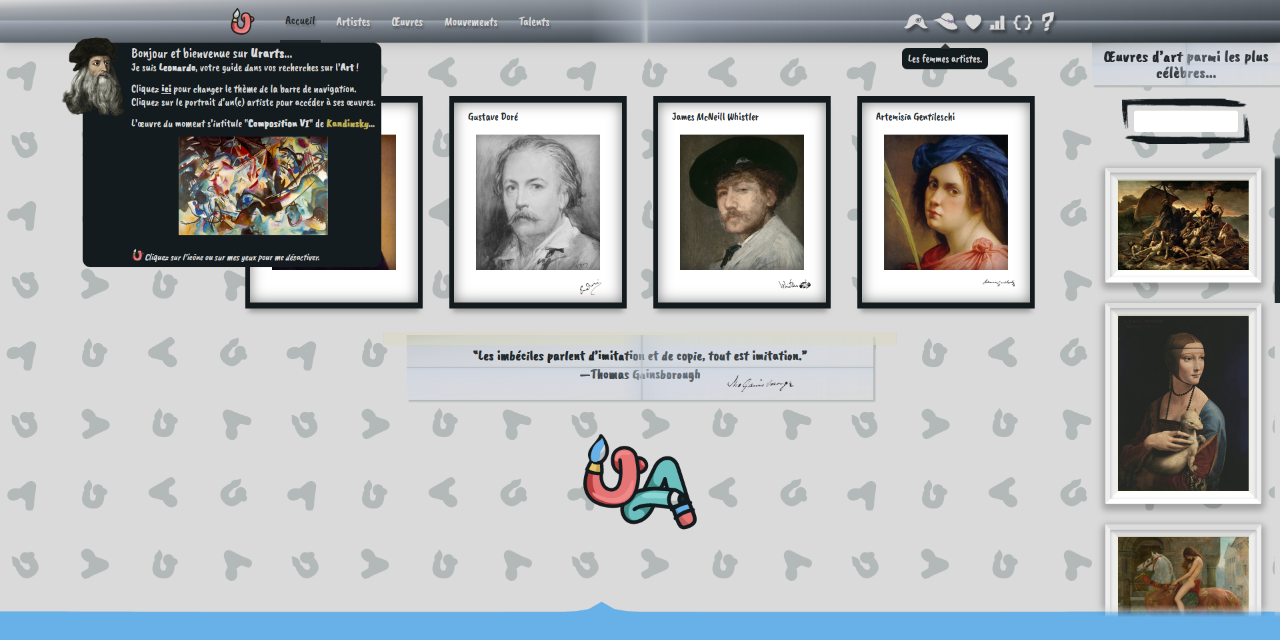 Accueil
Artistes
Œuvres
Mouvements
Talents
Les femmes artistes.
Bonjour et bienvenue sur Urarts...
Je suis Leonardo, votre guide dans vos recherches sur l'Art !
Cliquez ici pour changer le thème de la barre de navigation.
Cliquez sur le portrait d'un(e) artiste pour accéder à ses œuvres.
L'œuvre du moment s'intitule "Composition VI" de Kandinsky...
Cliquez sur l'icône ou sur mes yeux pour me désactiver.
Gustave Doré
James McNeill Whistler
Artemisia Gentileschi
Œuvres d'art parmi les plus
célèbres...
"Les imbéciles parlent d'imitation et de copie, tout est imitation."
—Thomas Gainsborough